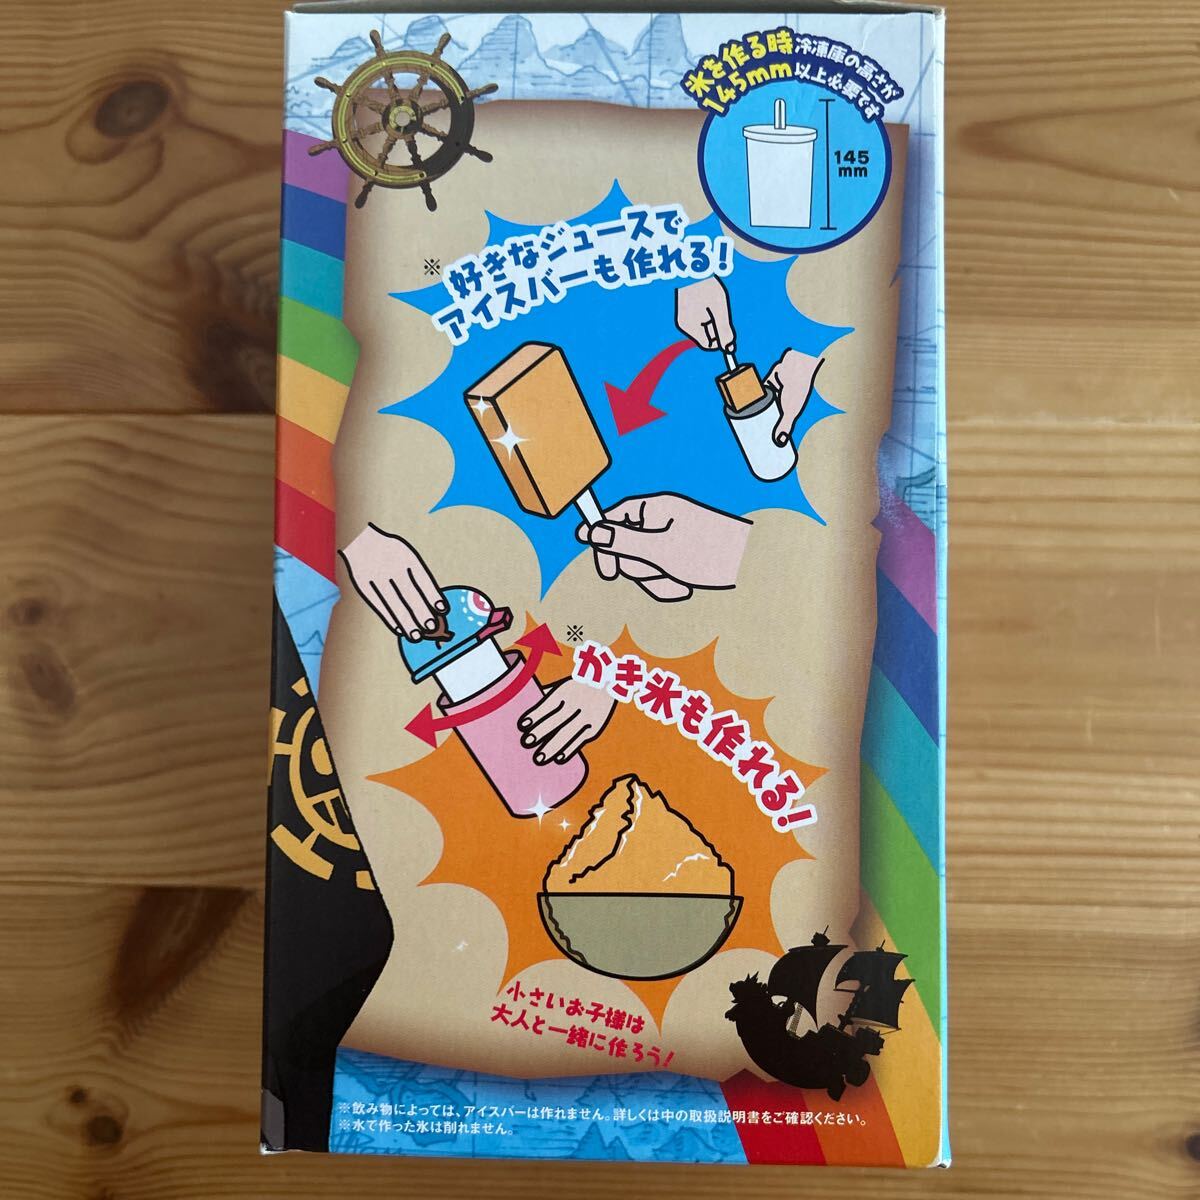 氷を作る時冷凍庫の高さが
145mm以上必要です
145
mm
※好きなジュースで
アイスバーも作れる!
※かき氷も作れる!
小さいお子様は
大人と一緒に作ろう!
※飲み物によっては、アイスバーは作れません。詳しくは中の取扱説明書をご確認ください。
※水で作った氷は削れません。